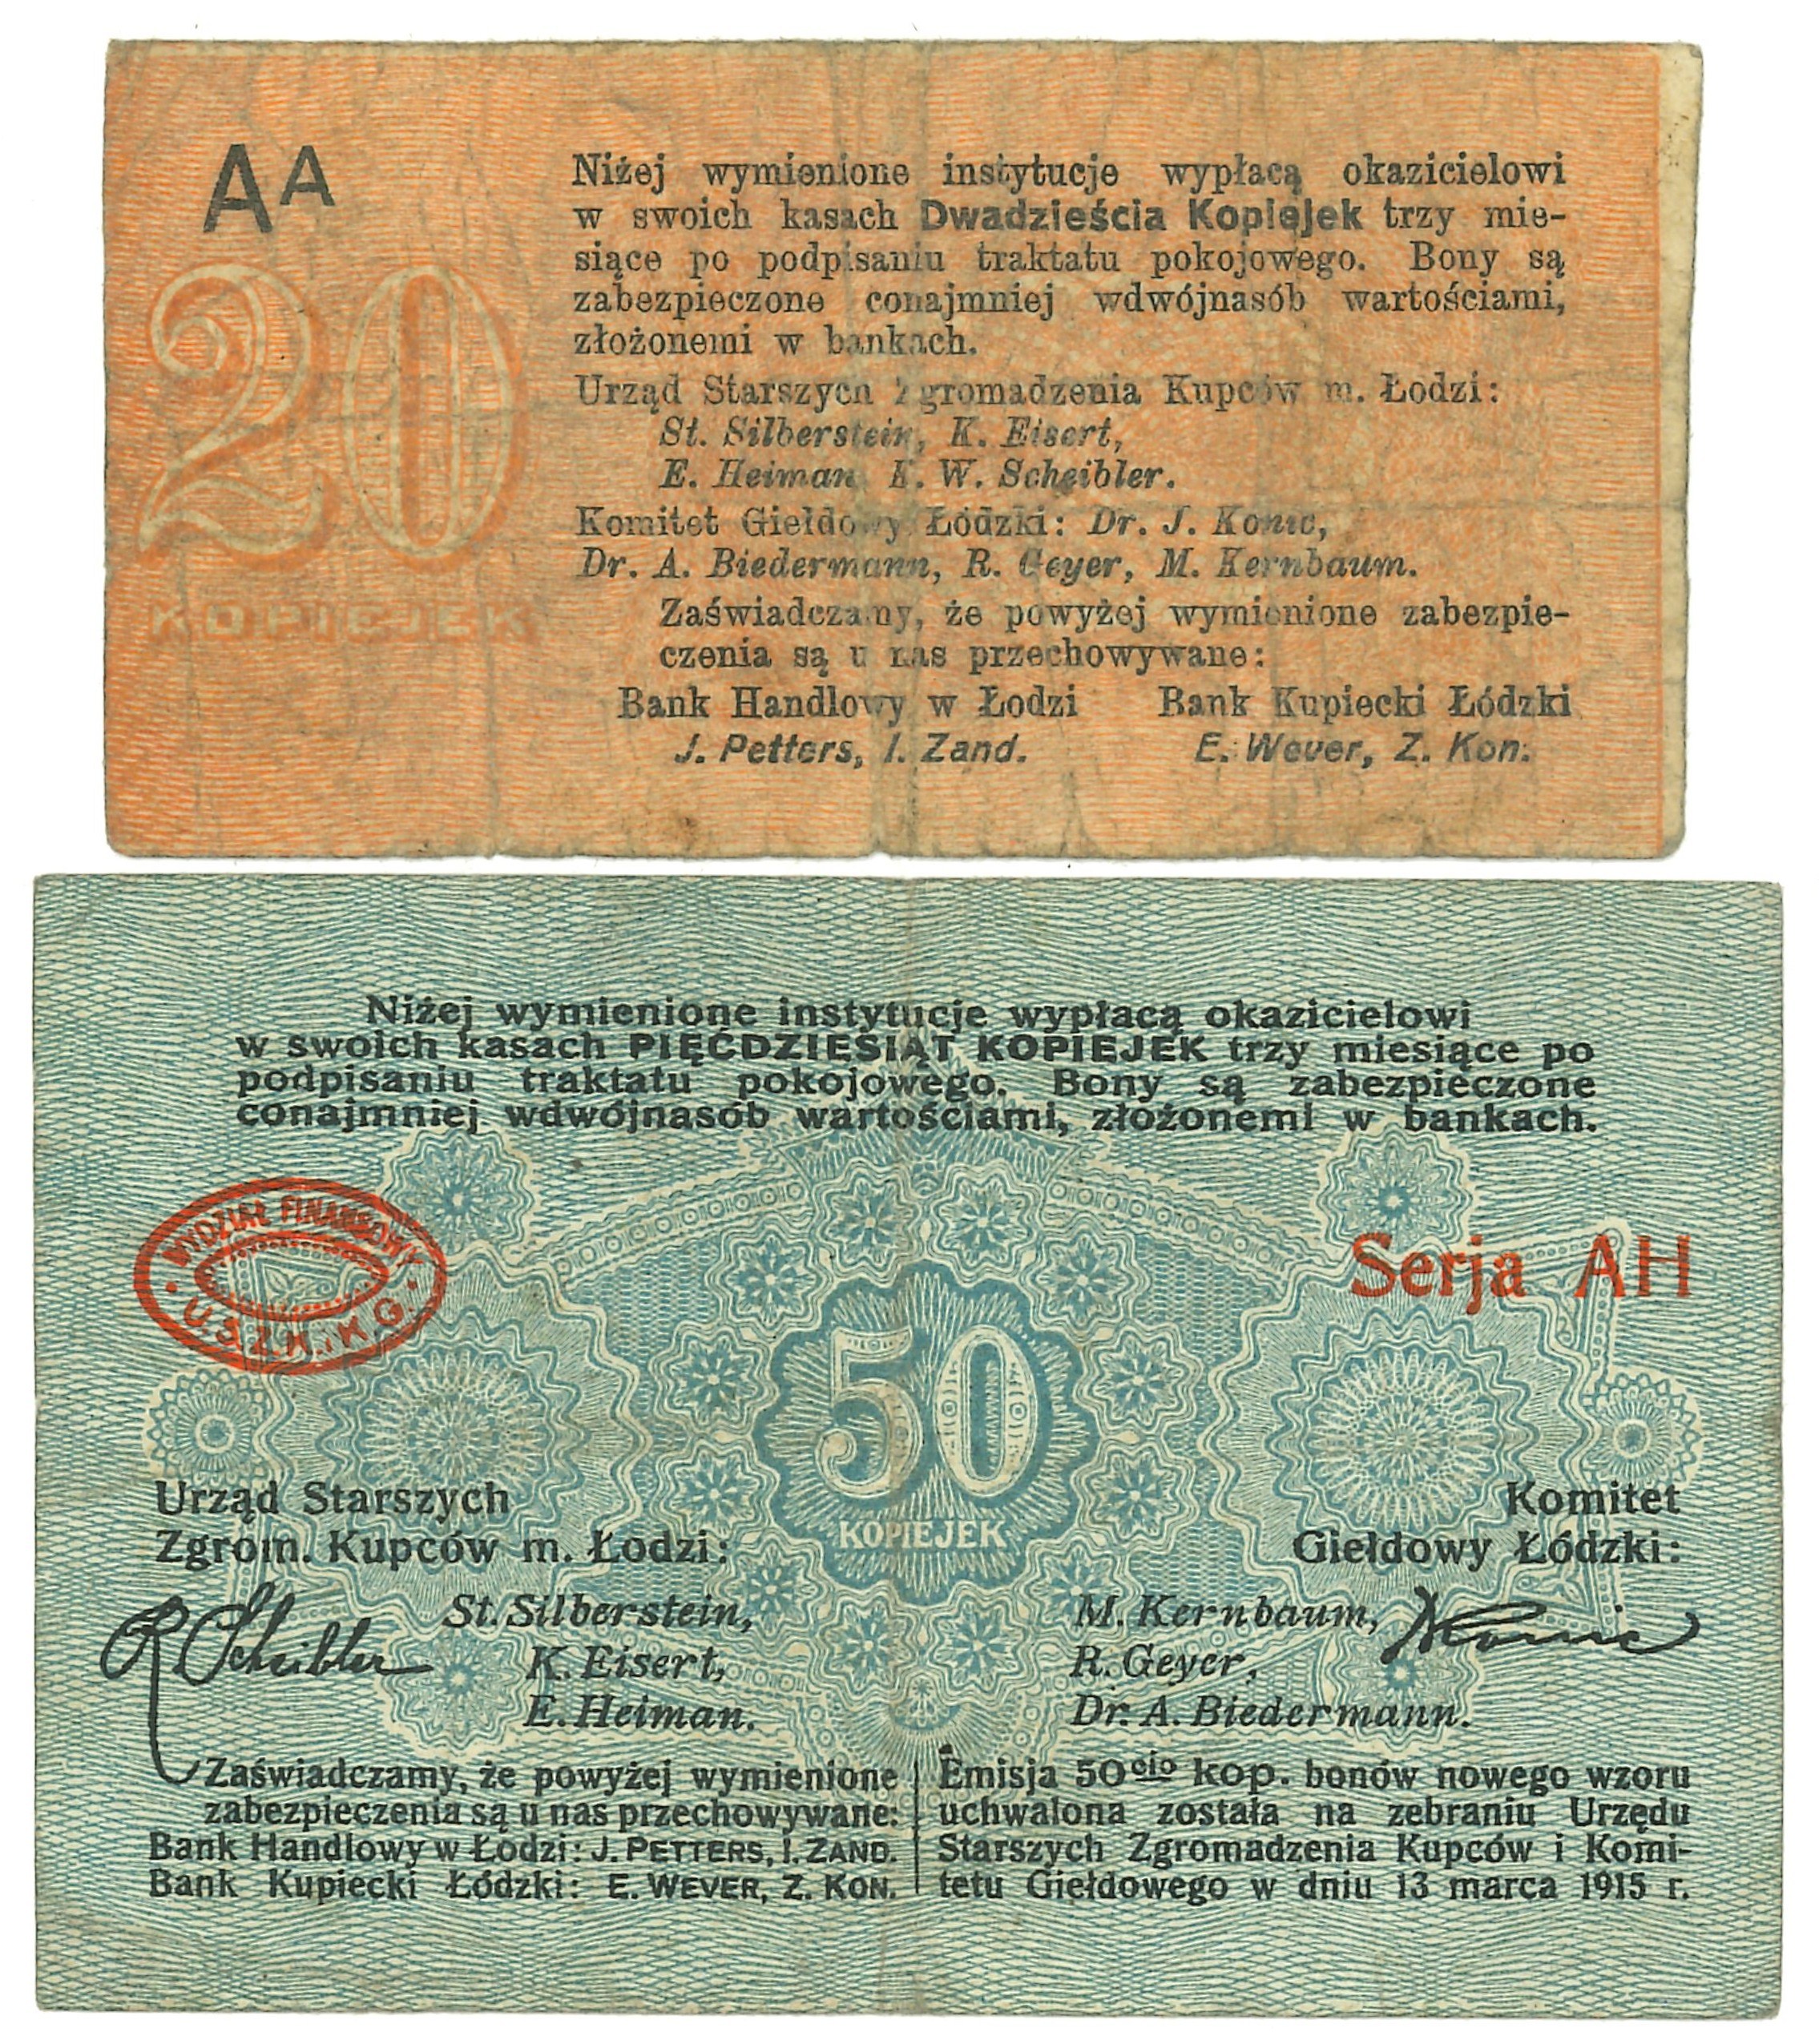 AA
20
KOPIEJEK
Niżej wymienione instytucje wypłacą okazicielowi
w swoich kasach Dwadzieścia Kopiejek trzy mie-
siące po podpisaniu traktatu pokojowego. Bony są
zabezpieczone conajmniej wdwójnasób wartościami,
złożonemi w bankach.
Urząd Starszych Zgromadzenia Kupców m. Łodzi:
St. Silberstein, K. Eisert,
E. Heiman, K. W. Scheibler.
Komitet Giełdowy Łódzki: Dr. J. Konic,
Dr. A. Biedermann, R. Geyer, M. Kernbaum.
Zaświadczamy, że powyżej wymienione zabezpie-
czenia są u nas przechowywane:
Bank Handlowy w Łodzi
J. Petters, I. Zand.
Bank Kupiecki Łódzki
E. Wever, Z. Kon.
Niżej wymienione instytucje wypłacą okazicielowi
w swoich kasach PIĘĆDZIESIĄT KOPIEJEK trzy miesiące po
podpisaniu traktatu pokojowego. Bony są zabezpieczone
conajmniej wdwójnasób wartościami, złożonemi w bankach.
WYDZIAŁ FINANSOWY
U.S.Z.K. i K.G.
Serja AH
50
KOPIEJEK
Urząd Starszych
Zgrom. Kupców m. Łodzi:
R Scheibler
St. Silberstein,
K. Eisert,
E. Heiman.
Komitet
Giełdowy Łódzki:
M. Kernbaum,
R. Geyer,
Dr. A. Biedermann.
Konic
Zaświadczamy, że powyżej wymienione
zabezpieczenia są u nas przechowywane:
Bank Handlowy w Łodzi: J. PETTERS, I. ZAND.
Bank Kupiecki Łódzki: E. WEVER, Z. KON.
Emisja 50cio kop. bonów nowego wzoru
uchwalona została na zebraniu Urzędu
Starszych Zgromadzenia Kupców i Komi-
tetu Giełdowego w dniu 13 marca 1915 r.